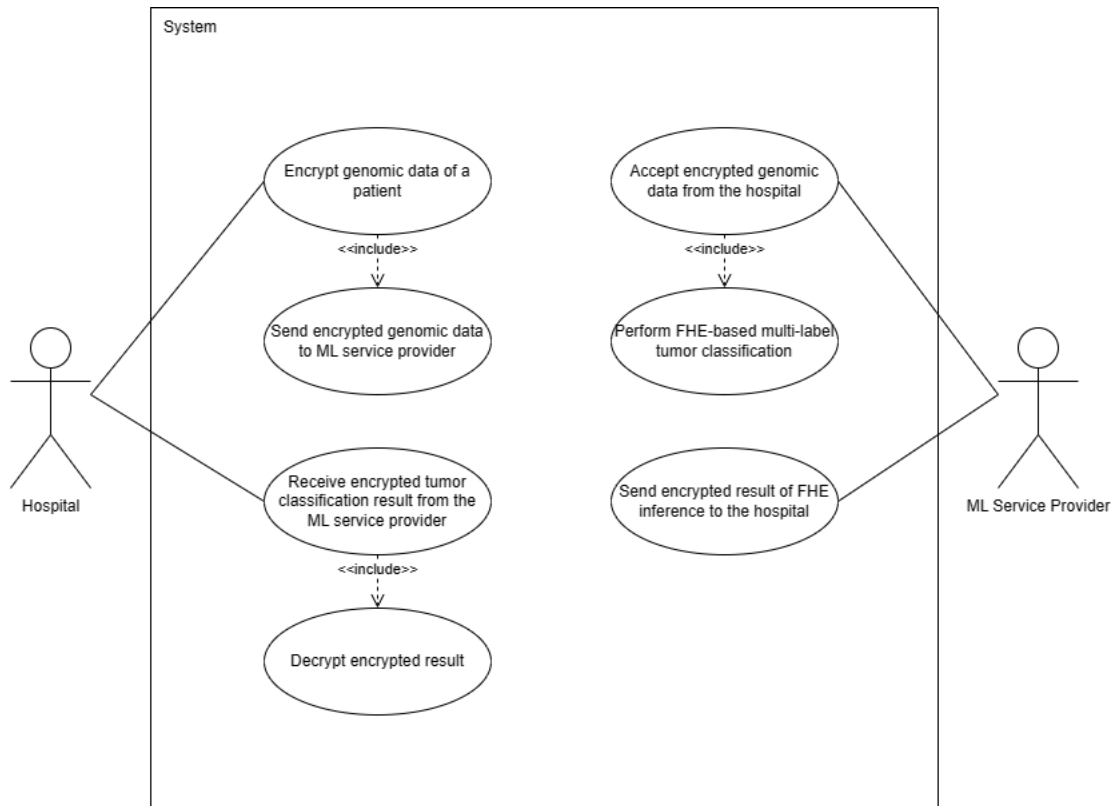 System
Encrypt genomic data of a
patient
Accept encrypted genomic
data from the hospital
<<include>>
<<include>>
Send encrypted genomic data
to ML service provider
Perform FHE-based multi-label
tumor classification
Hospital
ML Service Provider
Receive encrypted tumor
classification result from the
ML service provider
Send encrypted result of FHE
inference to the hospital
<<include>>
Decrypt encrypted result